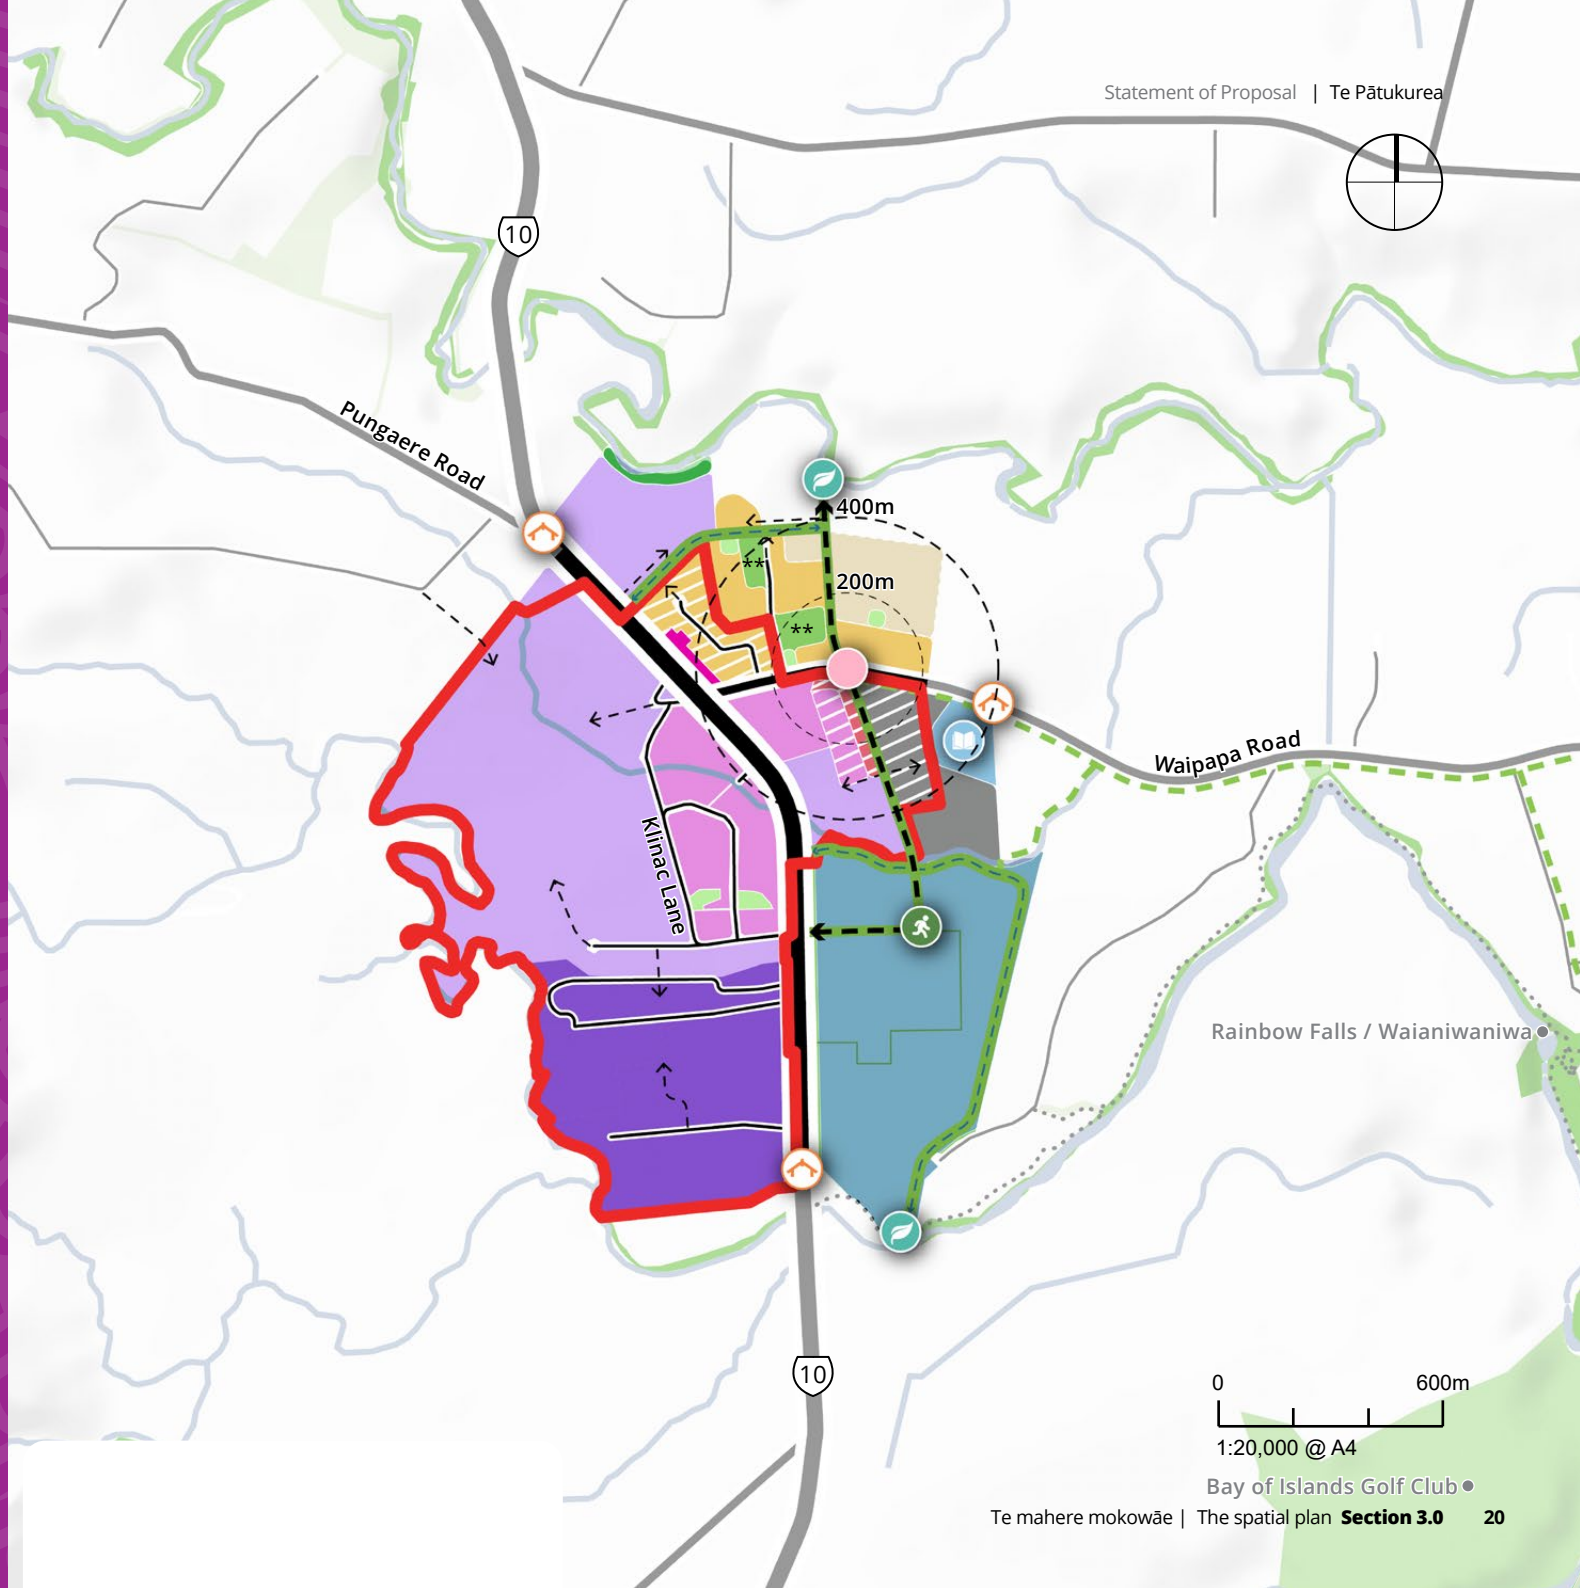 Statement of Proposal | Te Pātukurea
10
Pungaere Road
400m
**
200m
**
Waipapa Road
Klinac Lane
Rainbow Falls / Waianiwaniwa
10
0 600m
1:20,000 @ A4
Bay of Islands Golf Club
Te mahere mokowāe | The spatial plan Section 3.0 20